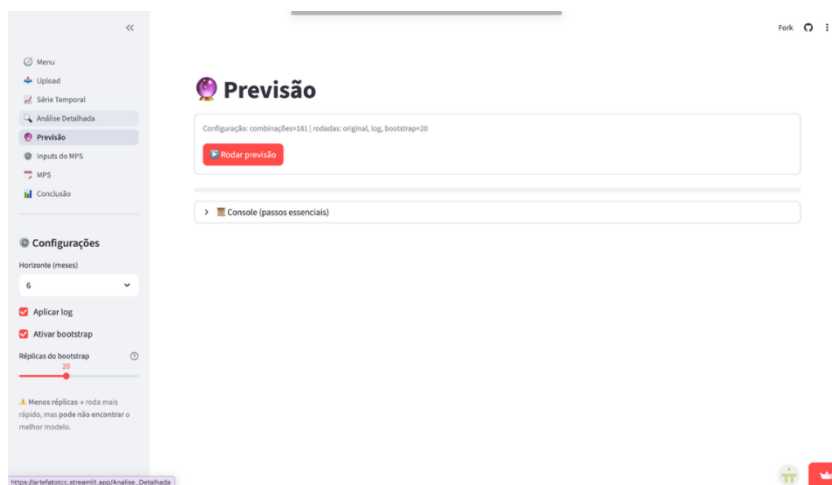 Fork
Menu
Upload
Série Temporal
Análise Detalhada
Previsão
Inputs do MPS
MPS
Conclusão
Configurações
Horizonte (meses)
6
Aplicar log
Ativar bootstrap
Réplicas do bootstrap
20
Menos réplicas → roda mais
rápido, mas pode não encontrar o
melhor modelo.
https://artefatotcc.streamlit.app/Analise_Detalhada
Previsão
Configuração: combinações=181 | rodadas: original, log, bootstrap=20
Rodar previsão
Console (passos essenciais)